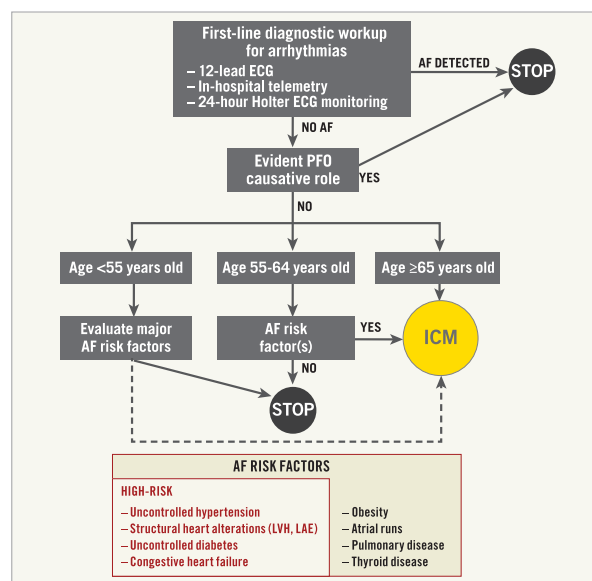 First-line diagnostic workup
for arrhythmias
– 12-lead ECG
– In-hospital telemetry
– 24-hour Holter ECG monitoring
AF DETECTED
STOP
NO AF
Evident PFO
causative role
YES
NO
Age <55 years old
Age 55-64 years old
Age ≥65 years old
Evaluate major
AF risk factors
AF risk
factor(s)
YES
ICM
NO
STOP
AF RISK FACTORS
HIGH-RISK
– Uncontrolled hypertension
– Structural heart alterations (LVH, LAE)
– Uncontrolled diabetes
– Congestive heart failure
– Obesity
– Atrial runs
– Pulmonary disease
– Thyroid disease